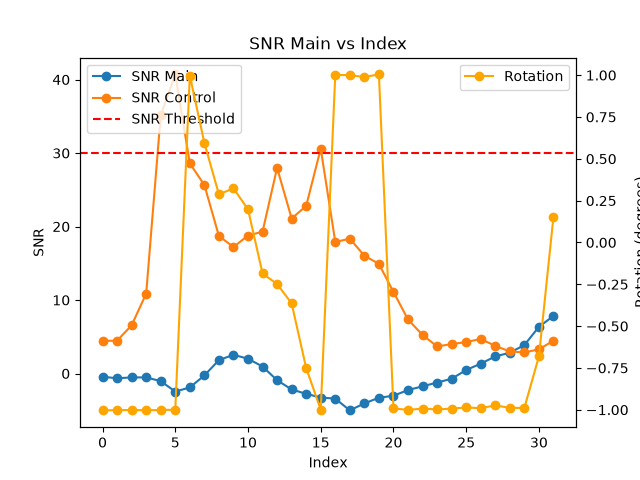 SNR Main vs Index
SNR Main
SNR Control
SNR Threshold
Rotation
40
30
20
10
0
SNR
1.00
0.75
0.50
0.25
0.00
−0.25
−0.50
−0.75
−1.00
Rotation (degrees)
0
5
10
15
20
25
30
Index